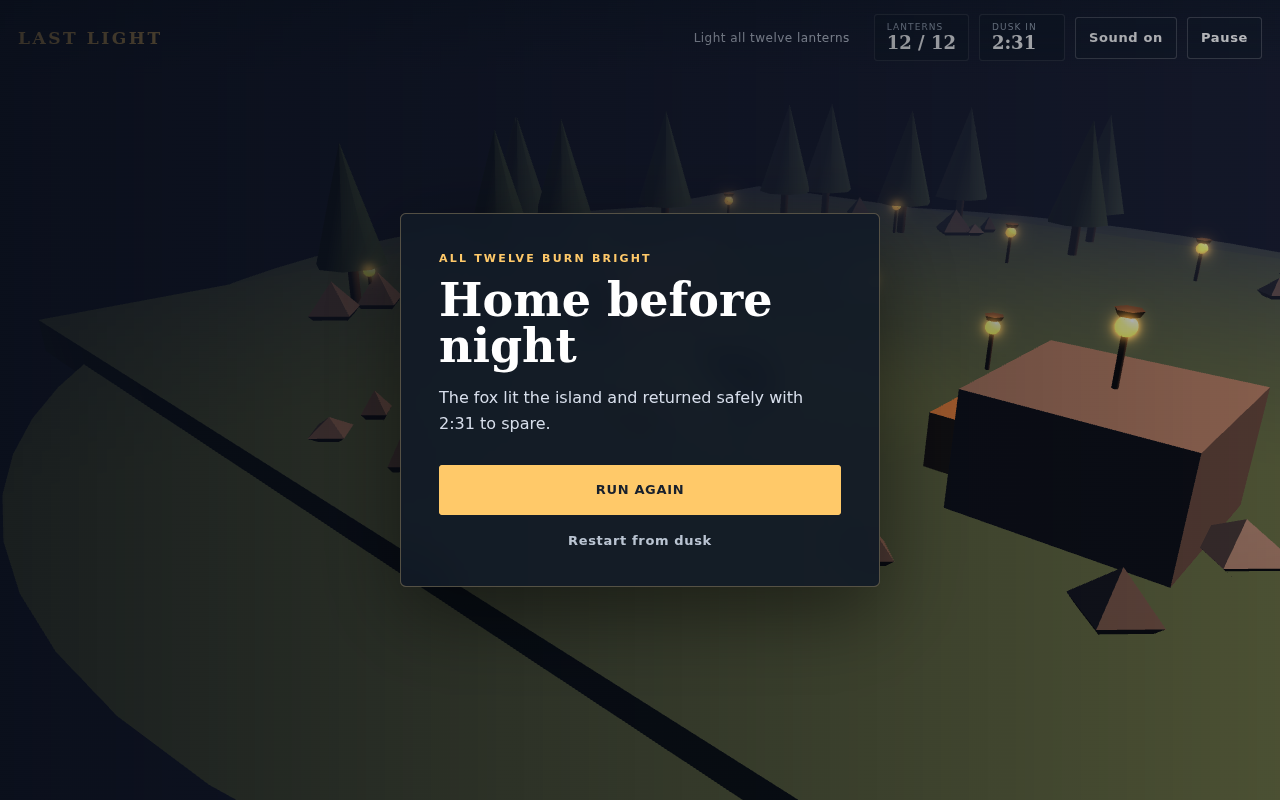 LAST LIGHT
Light all twelve lanterns
LANTERNS
12 / 12
DUSK IN
2:31
Sound on
Pause
ALL TWELVE BURN BRIGHT
Home before
night
The fox lit the island and returned safely with
2:31 to spare.
RUN AGAIN
Restart from dusk